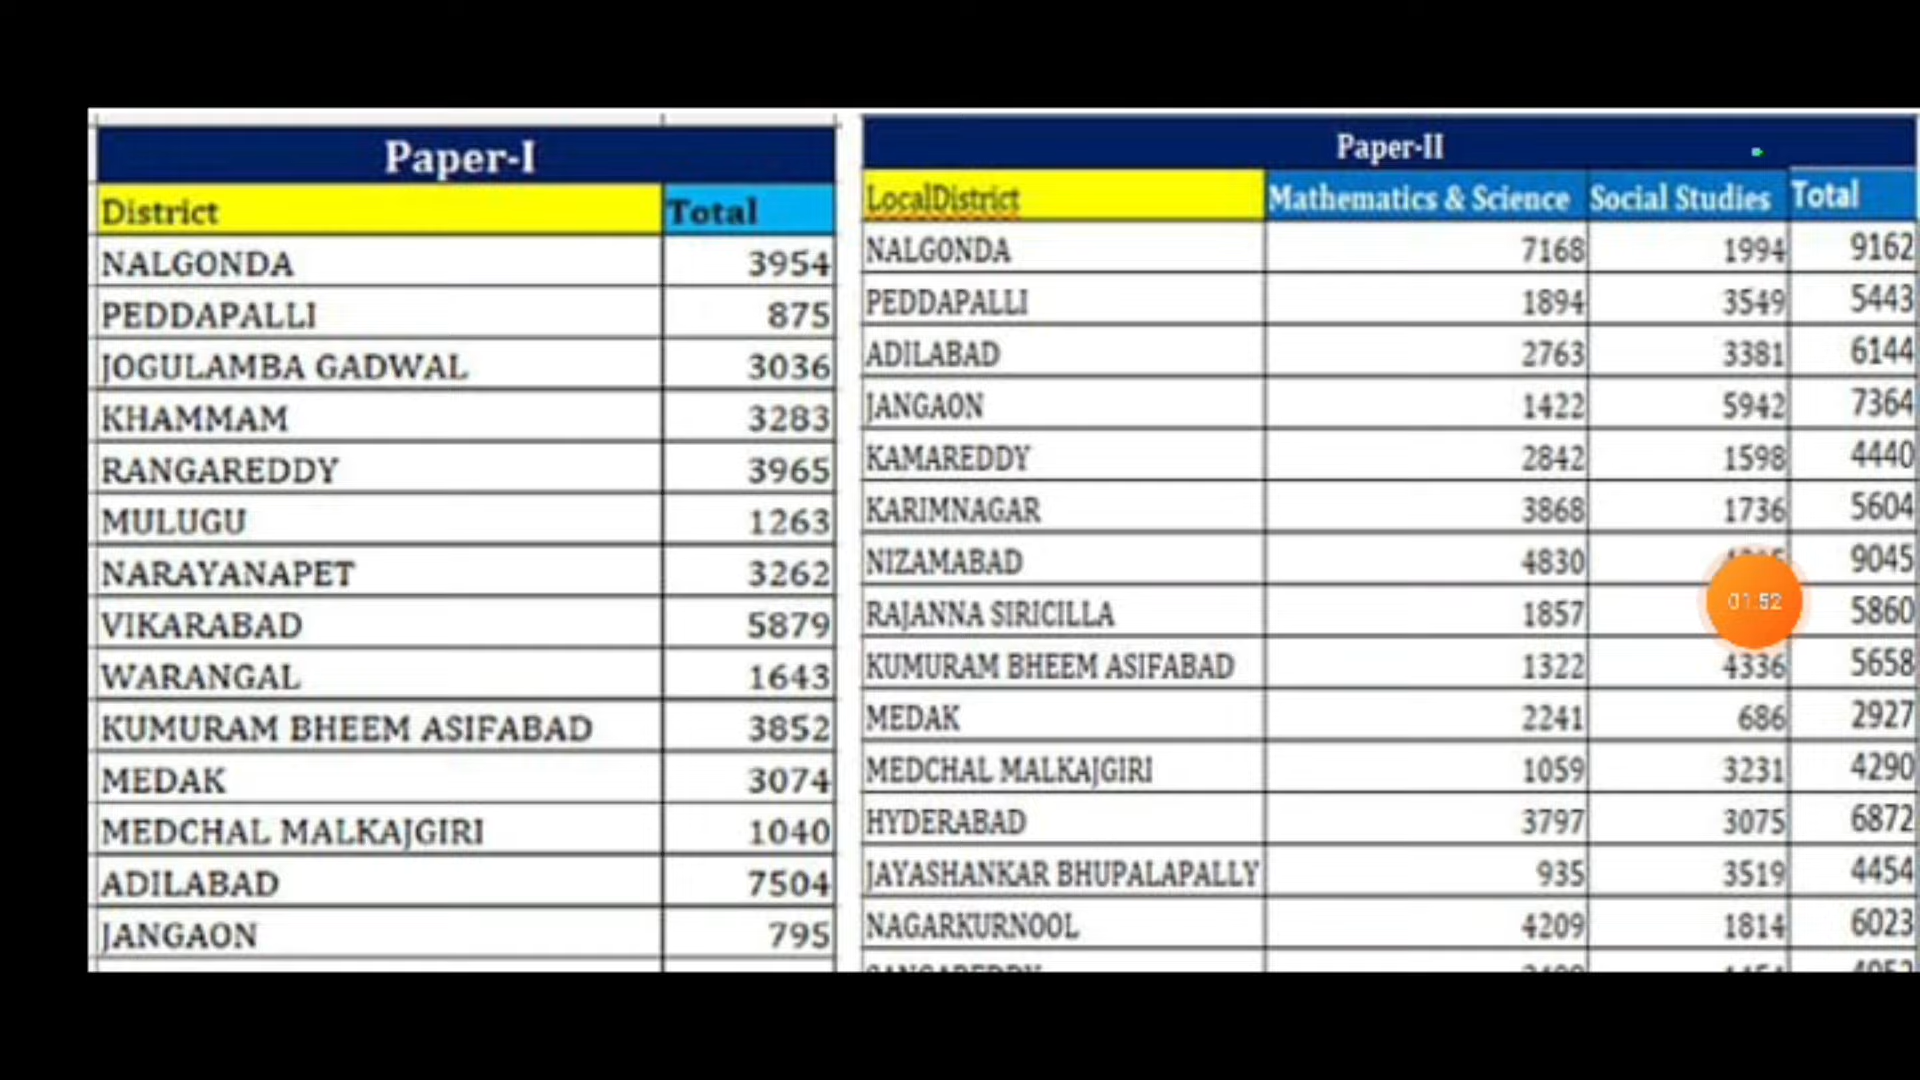 Paper-I
District Total
NALGONDA 3954
PEDDAPALLI 875
JOGULAMBA GADWAL 3036
KHAMMAM 3283
RANGAREDDY 3965
MULUGU 1263
NARAYANAPET 3262
VIKARABAD 5879
WARANGAL 1643
KUMURAM BHEEM ASIFABAD 3852
MEDAK 3074
MEDCHAL MALKAJGIRI 1040
ADILABAD 7504
JANGAON 795
Paper-II
LocalDistrict Mathematics & Science Social Studies Total
NALGONDA 7168 1994 9162
PEDDAPALLI 1894 3549 5443
ADILABAD 2763 3381 6144
JANGAON 1422 5942 7364
KAMAREDDY 2842 1598 4440
KARIMNAGAR 3868 1736 5604
NIZAMABAD 4830 9045
RAJANNA SIRICILLA 1857 5860
KUMURAM BHEEM ASIFABAD 1322 4336 5658
MEDAK 2241 686 2927
MEDCHAL MALKAJGIRI 1059 3231 4290
HYDERABAD 3797 3075 6872
JAYASHANKAR BHUPALAPALLY 935 3519 4454
NAGARKURNOOL 4209 1814 6023
01:52